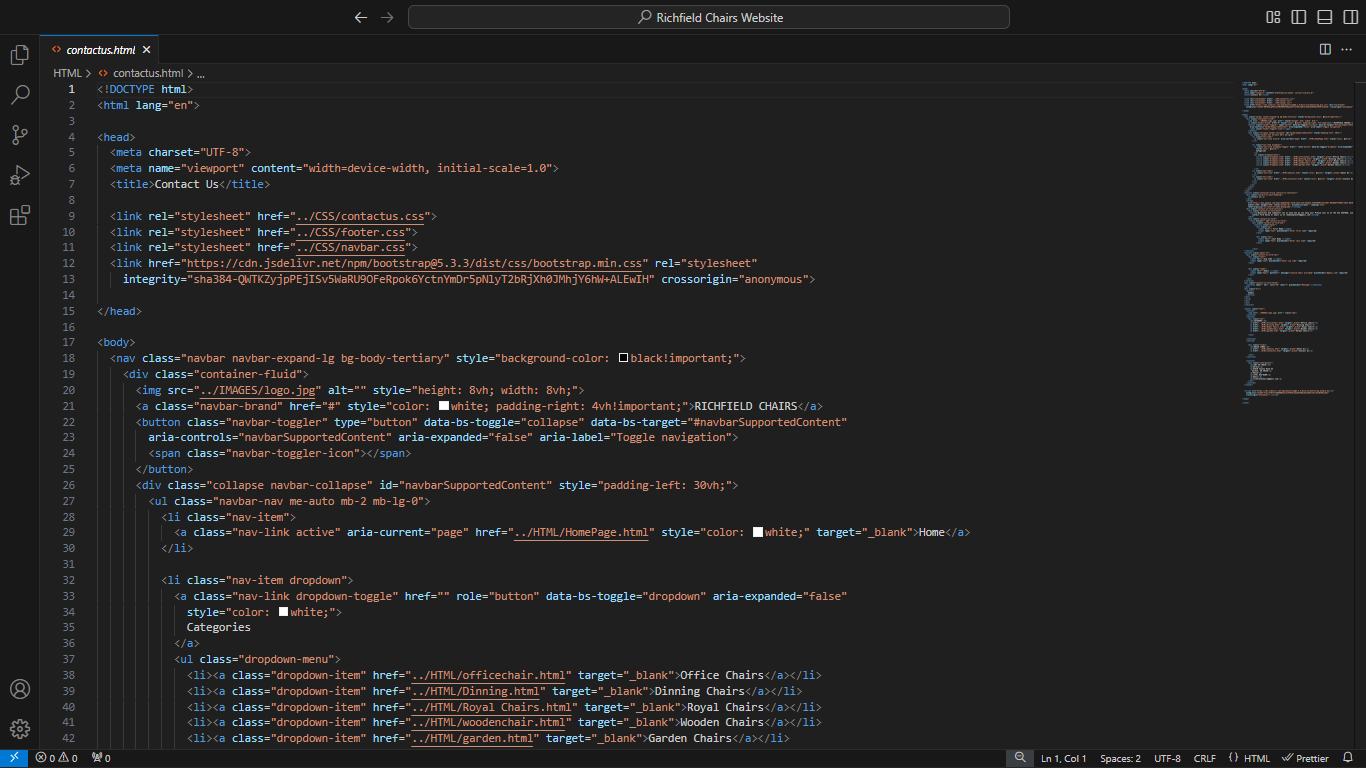 Richfield Chairs Website
contactus.html
HTML > contactus.html > ...
1 <!DOCTYPE html>
2 <html lang="en">
3
4 <head>
5 <meta charset="UTF-8">
6 <meta name="viewport" content="width=device-width, initial-scale=1.0">
7 <title>Contact Us</title>
8
9 <link rel="stylesheet" href="../CSS/contactus.css">
10 <link rel="stylesheet" href="../CSS/footer.css">
11 <link rel="stylesheet" href="../CSS/navbar.css">
12 <link href="https://cdn.jsdelivr.net/npm/bootstrap@5.3.3/dist/css/bootstrap.min.css" rel="stylesheet"
13 integrity="sha384-QWTKZyjpPEjISv5WaRU9OFeRpok6YctnYmDr5pNlyT2bRjXh0JMhjY6hW+ALEwIH" crossorigin="anonymous">
14
15 </head>
16
17 <body>
18 <nav class="navbar navbar-expand-lg bg-body-tertiary" style="background-color: black!important;">
19 <div class="container-fluid">
20 <img src="../IMAGES/logo.jpg" alt="" style="height: 8vh; width: 8vh;">
21 <a class="navbar-brand" href="#" style="color: white; padding-right: 4vh!important;">RICHFIELD CHAIRS</a>
22 <button class="navbar-toggler" type="button" data-bs-toggle="collapse" data-bs-target="#navbarSupportedContent"
23 aria-controls="navbarSupportedContent" aria-expanded="false" aria-label="Toggle navigation">
24 <span class="navbar-toggler-icon"></span>
25 </button>
26 <div class="collapse navbar-collapse" id="navbarSupportedContent" style="padding-left: 30vh;">
27 <ul class="navbar-nav me-auto mb-2 mb-lg-0">
28 <li class="nav-item">
29 <a class="nav-link active" aria-current="page" href="../HTML/HomePage.html" style="color: white;" target="_blank">Home</a>
30 </li>
31
32 <li class="nav-item dropdown">
33 <a class="nav-link dropdown-toggle" href="" role="button" data-bs-toggle="dropdown" aria-expanded="false"
34 style="color: white;">
35 Categories
36 </a>
37 <ul class="dropdown-menu">
38 <li><a class="dropdown-item" href="../HTML/officechair.html" target="_blank">Office Chairs</a></li>
39 <li><a class="dropdown-item" href="../HTML/Dinning.html" target="_blank">Dinning Chairs</a></li>
40 <li><a class="dropdown-item" href="../HTML/Royal Chairs.html" target="_blank">Royal Chairs</a></li>
41 <li><a class="dropdown-item" href="../HTML/woodenchair.html" target="_blank">Wooden Chairs</a></li>
42 <li><a class="dropdown-item" href="../HTML/garden.html" target="_blank">Garden Chairs</a></li>
0 0 0 Ln 1, Col 1 Spaces: 2 UTF-8 CRLF {} HTML Prettier